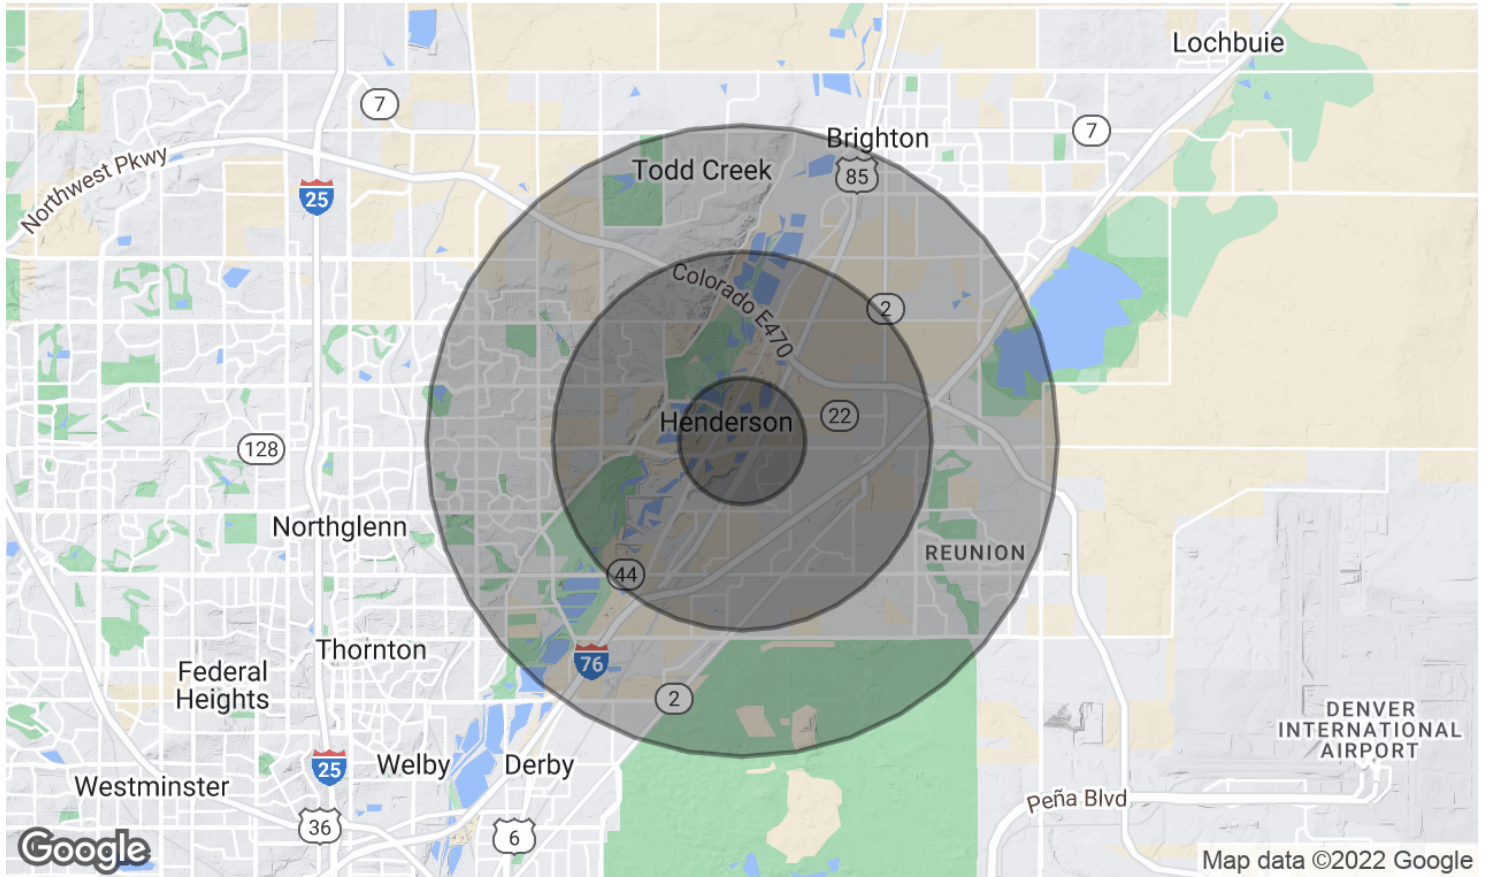 Lochbuie
7
7
Brighton
Todd Creek
85
Northwest Pkwy
25
Colorado E470
2
22
Henderson
128
Northglenn
REUNION
44
Thornton
76
Federal
Heights
2
DENVER
INTERNATIONAL
AIRPORT
25
Welby
Derby
Westminster
Peña Blvd
36
6
Google
Map data ©2022 Google